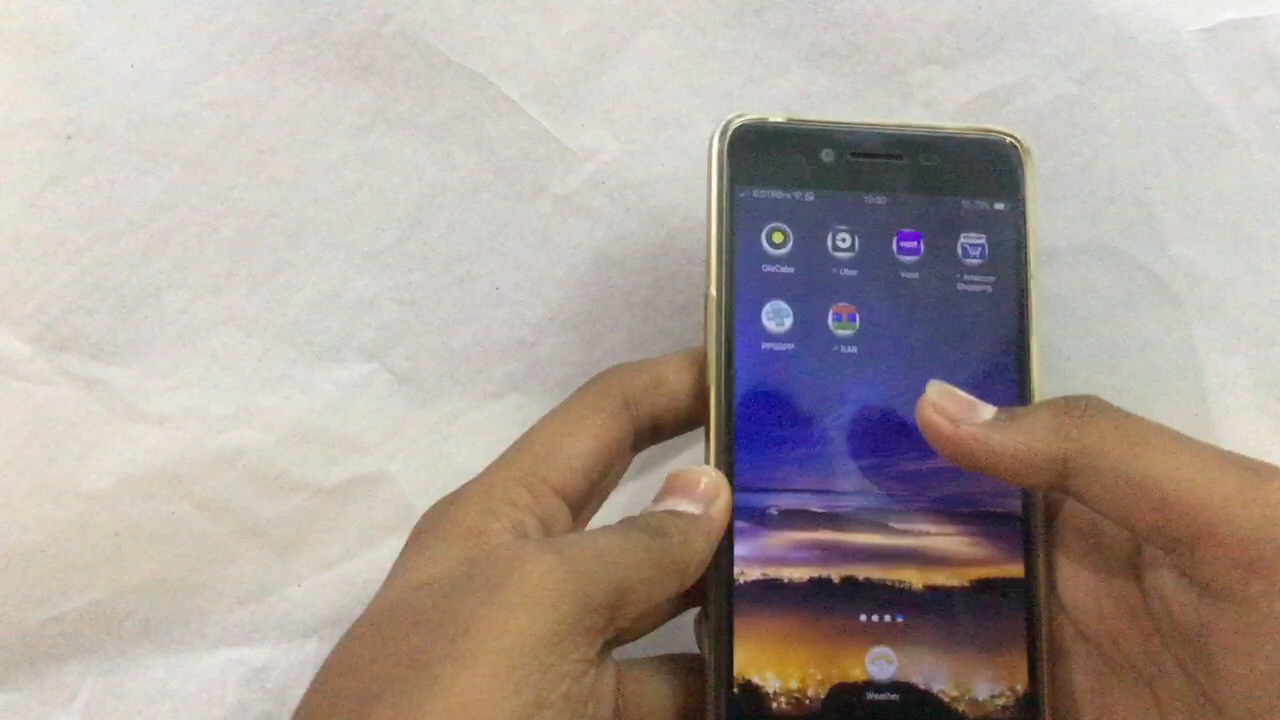 OlaCabs
Uber
Voot
Amazon
Shopping
PPSSPP
RAR
Weather